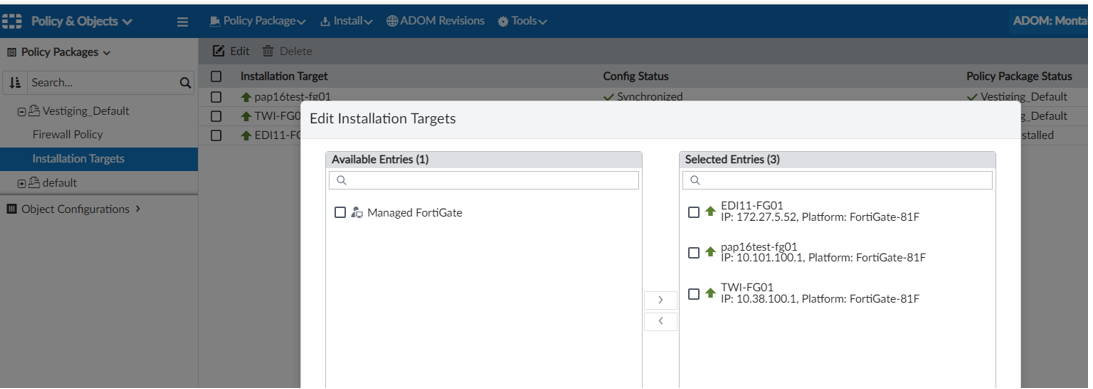 Policy & Objects
Policy Package
Install
ADOM Revisions
Tools
ADOM: Monta
Policy Packages
Search...
Vestiging_Default
Firewall Policy
Installation Targets
default
Object Configurations
Edit
Delete
Installation Target
Config Status
Policy Package Status
pap16test-fg01
Synchronized
Vestiging_Default
TWI-FG0
g_Default
EDI11-FG
stalled
Edit Installation Targets
Available Entries (1)
Managed FortiGate
Selected Entries (3)
EDI11-FG01
IP: 172.27.5.52, Platform: FortiGate-81F
pap16test-fg01
IP: 10.101.100.1, Platform: FortiGate-81F
TWI-FG01
IP: 10.38.100.1, Platform: FortiGate-81F